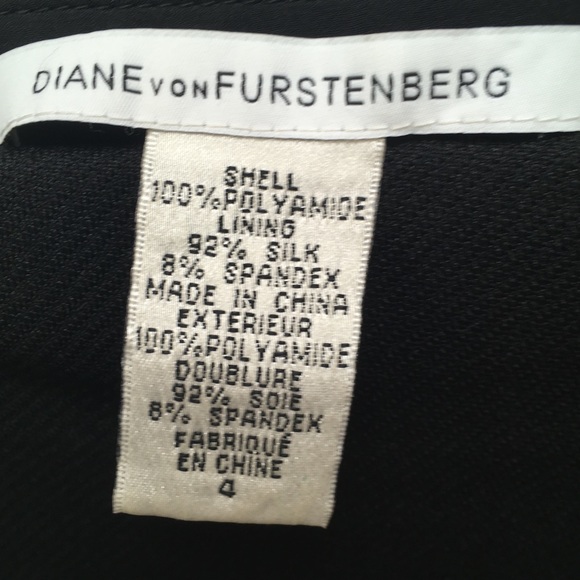 DIANE VON FURSTENBERG
SHELL
100% POLYAMIDE
LINING
92% SILK
8% SPANDEX
MADE IN CHINA
EXTERIEUR
100% POLYAMIDE
DOUBLURE
92% SOIE
8% SPANDEX
FABRIQUÉ
EN CHINE
4